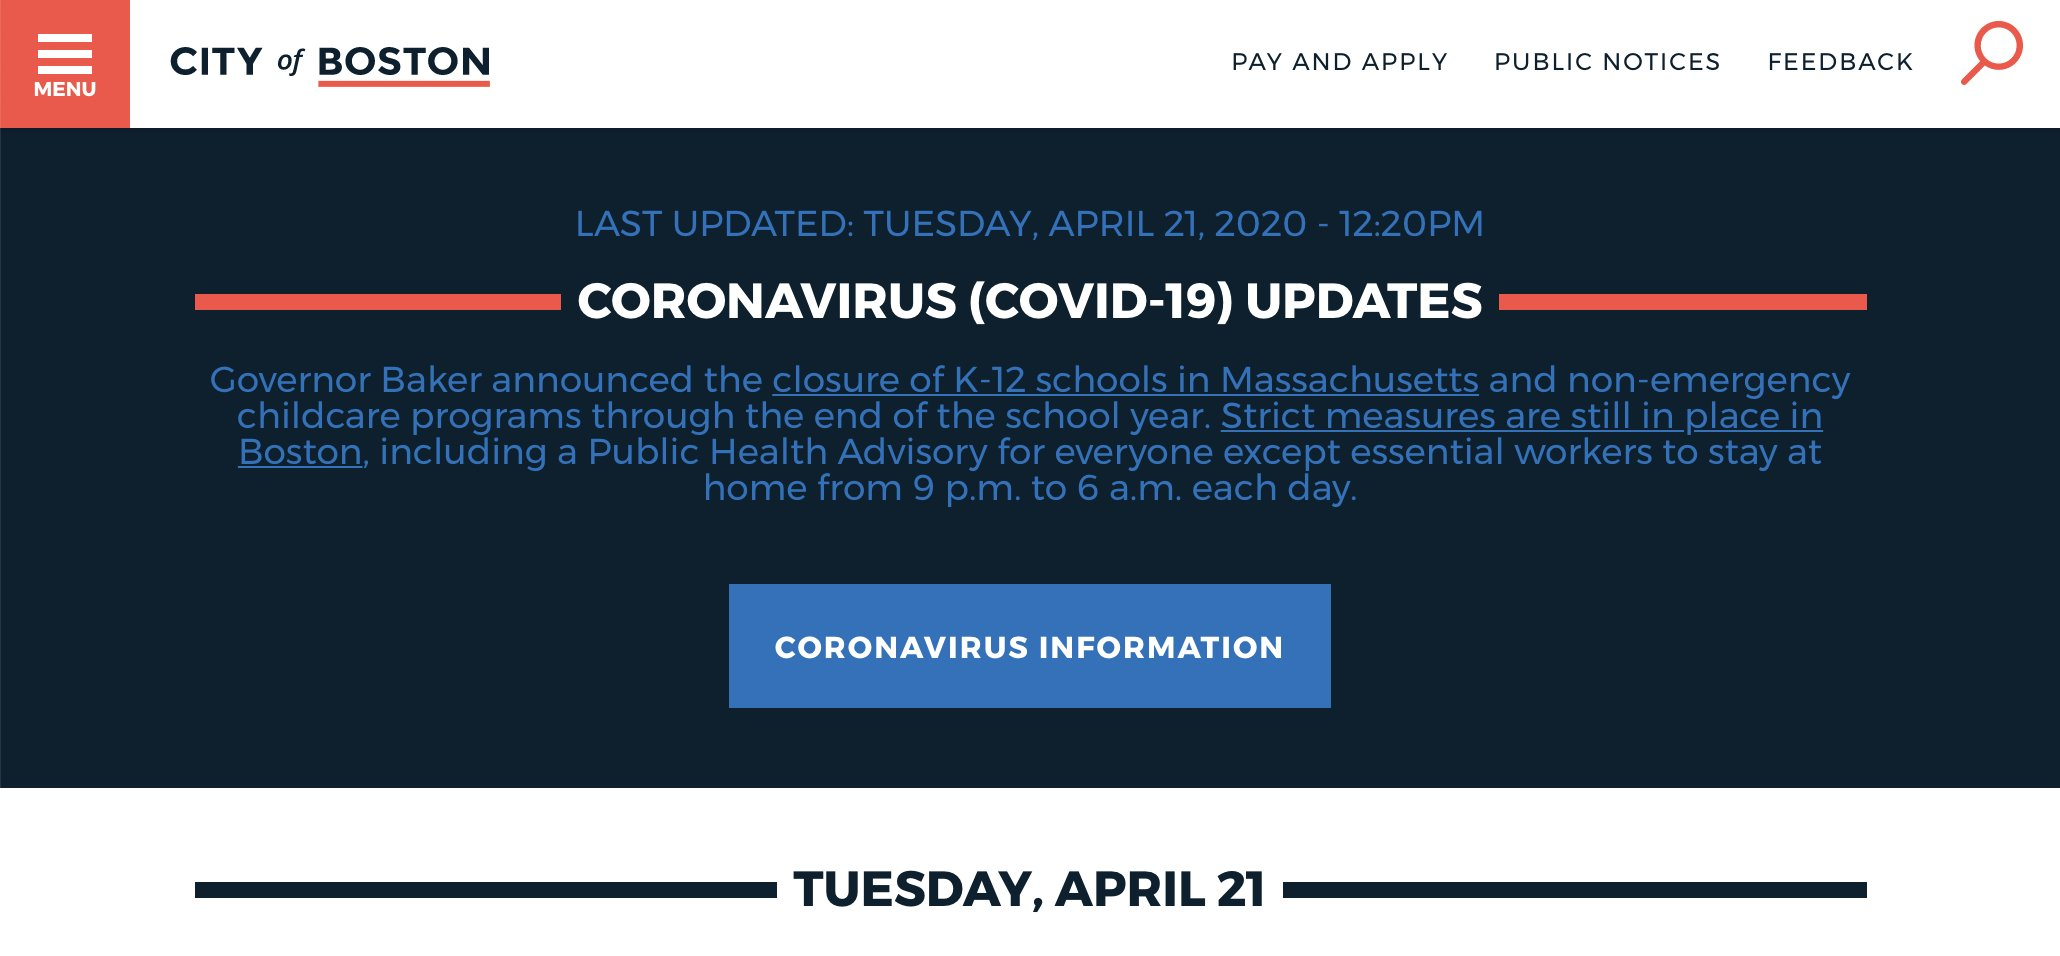 MENU
CITY of BOSTON
PAY AND APPLY
PUBLIC NOTICES
FEEDBACK
LAST UPDATED: TUESDAY, APRIL 21, 2020 - 12:20PM
CORONAVIRUS (COVID-19) UPDATES
Governor Baker announced the closure of K-12 schools in Massachusetts and non-emergency
childcare programs through the end of the school year. Strict measures are still in place in
Boston, including a Public Health Advisory for everyone except essential workers to stay at
home from 9 p.m. to 6 a.m. each day.
CORONAVIRUS INFORMATION
TUESDAY, APRIL 21